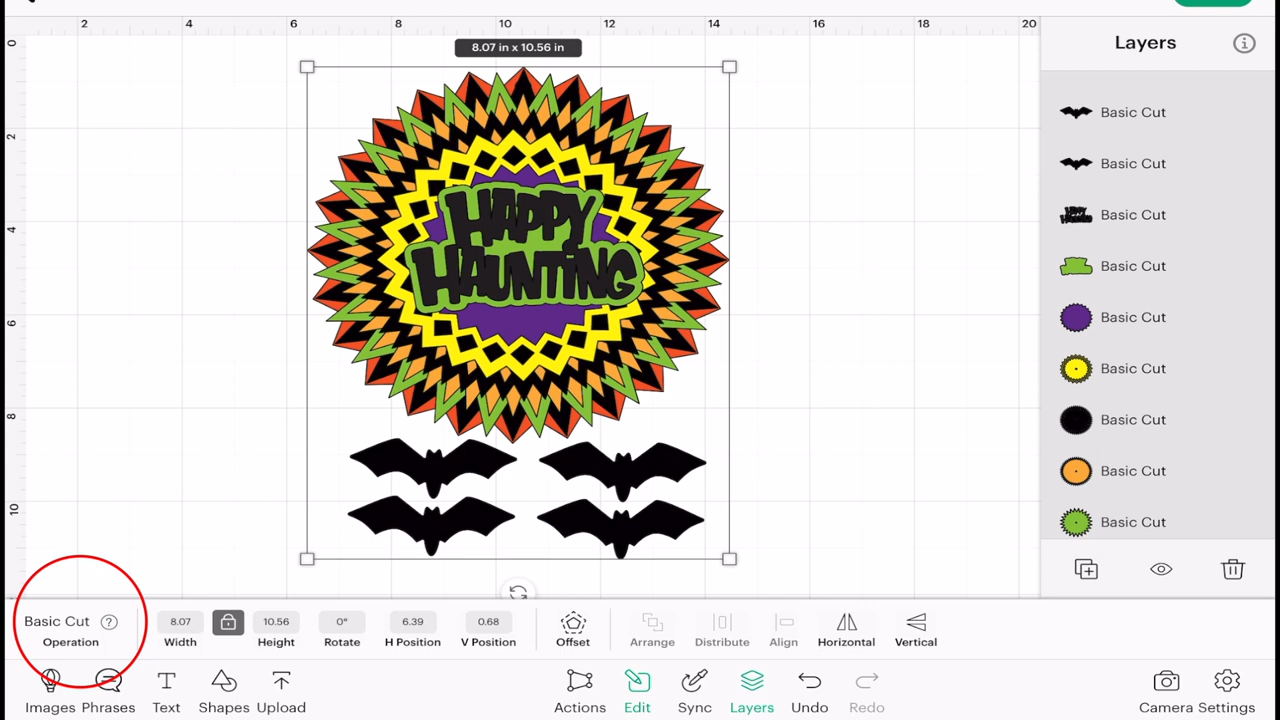 2 4 6 8 10 12 14 16 18 20
8.07 in x 10.56 in
Layers
0
2
4
6
8
10
HAPPY
HAUNTiNG
Basic Cut
Basic Cut
Basic Cut
Basic Cut
Basic Cut
Basic Cut
Basic Cut
Basic Cut
Basic Cut
Basic Cut ?
Operation
8.07
Width
10.56
Height
0°
Rotate
6.39
H Position
0.68
V Position
Offset
Arrange
Distribute
Align
Horizontal
Vertical
Images Phrases Text Shapes Upload Actions Edit Sync Layers Undo Redo Camera Settings